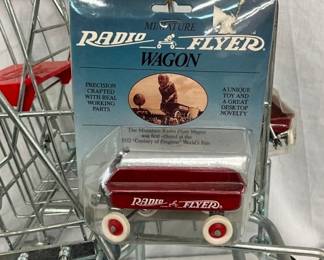 MINIATURE
RADIO FLYER
WAGON
PRECISION
CRAFTED
WITH REAL
WORKING
PARTS
A UNIQUE
TOY AND
A GREAT
DESKTOP
NOVELTY
The Miniature Radio Flyer Wagon
was first offered at the
1933 "Century of Progress" World's Fair.
RADIO FLYER